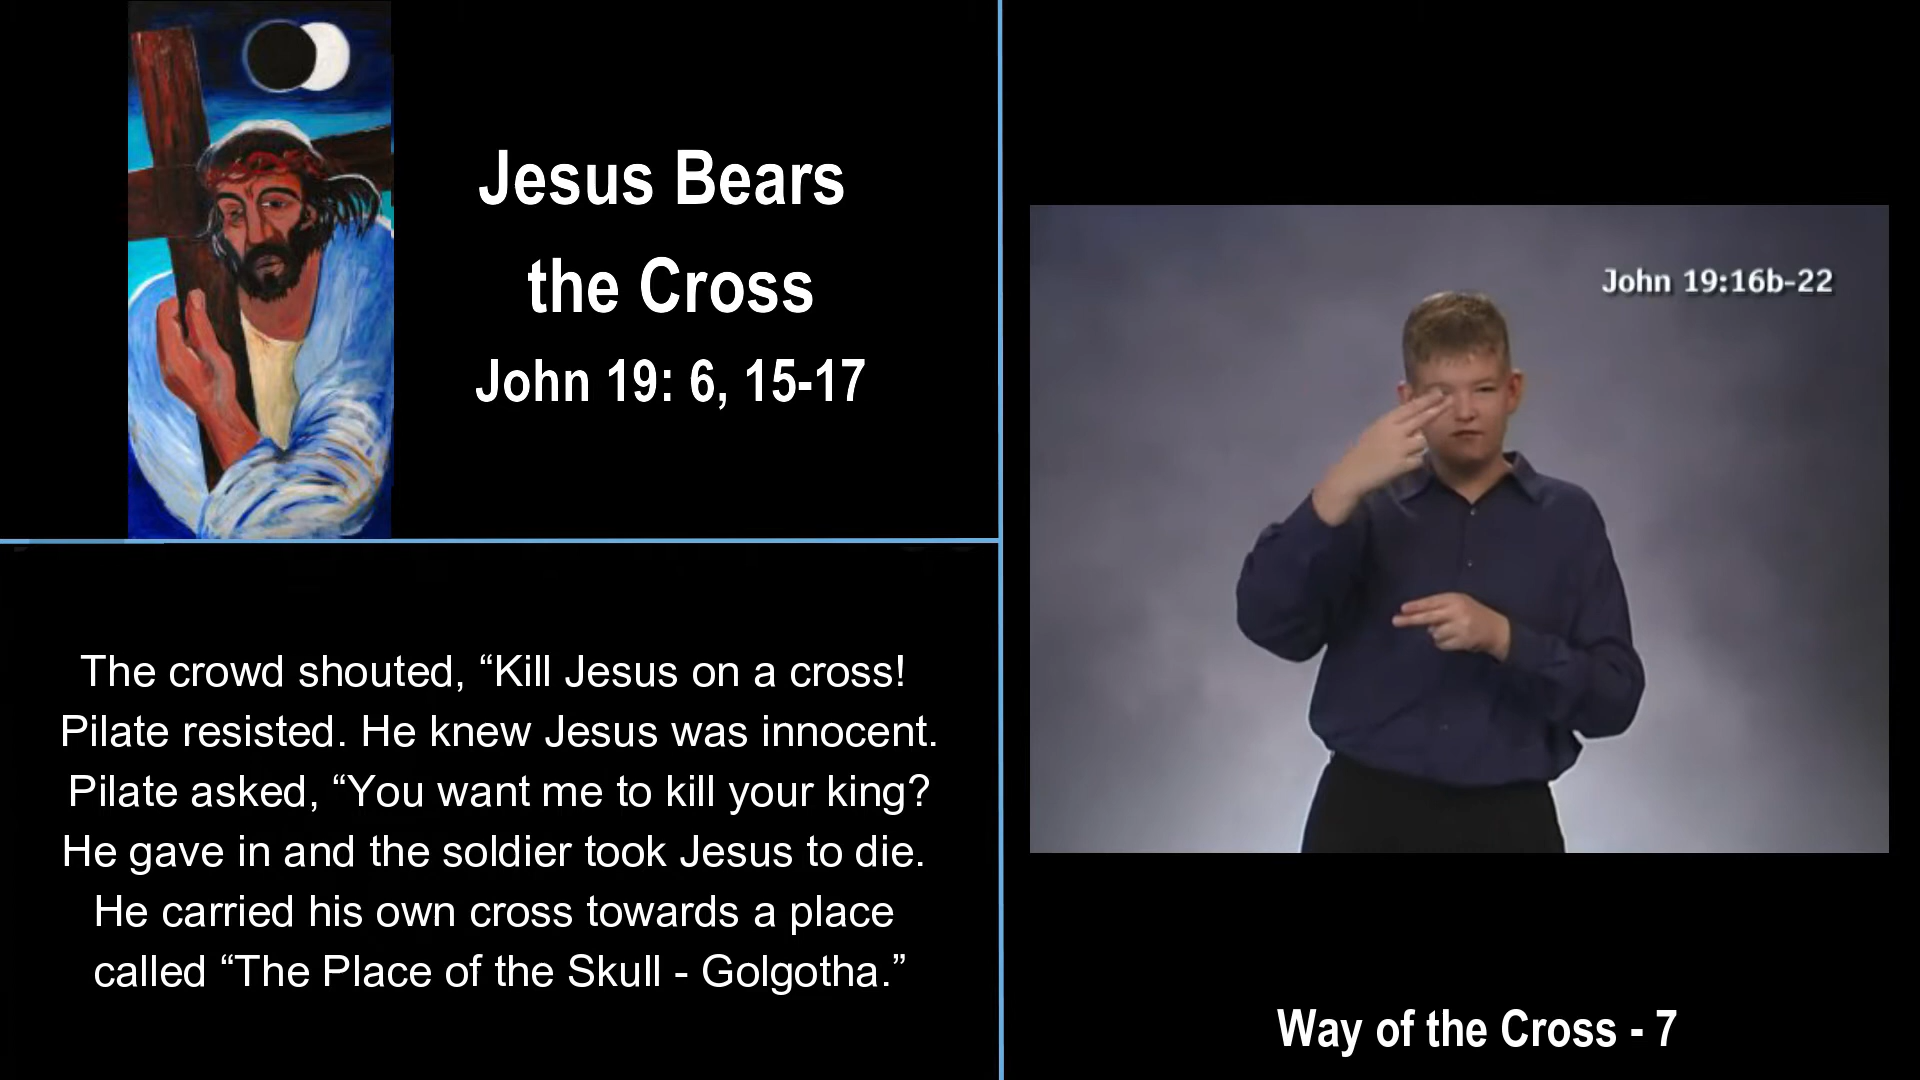 Jesus Bears
the Cross
John 19: 6, 15-17
The crowd shouted, “Kill Jesus on a cross!
Pilate resisted. He knew Jesus was innocent.
Pilate asked, “You want me to kill your king?
He gave in and the soldier took Jesus to die.
He carried his own cross towards a place
called “The Place of the Skull - Golgotha.”
John 19:16b-22
Way of the Cross - 7